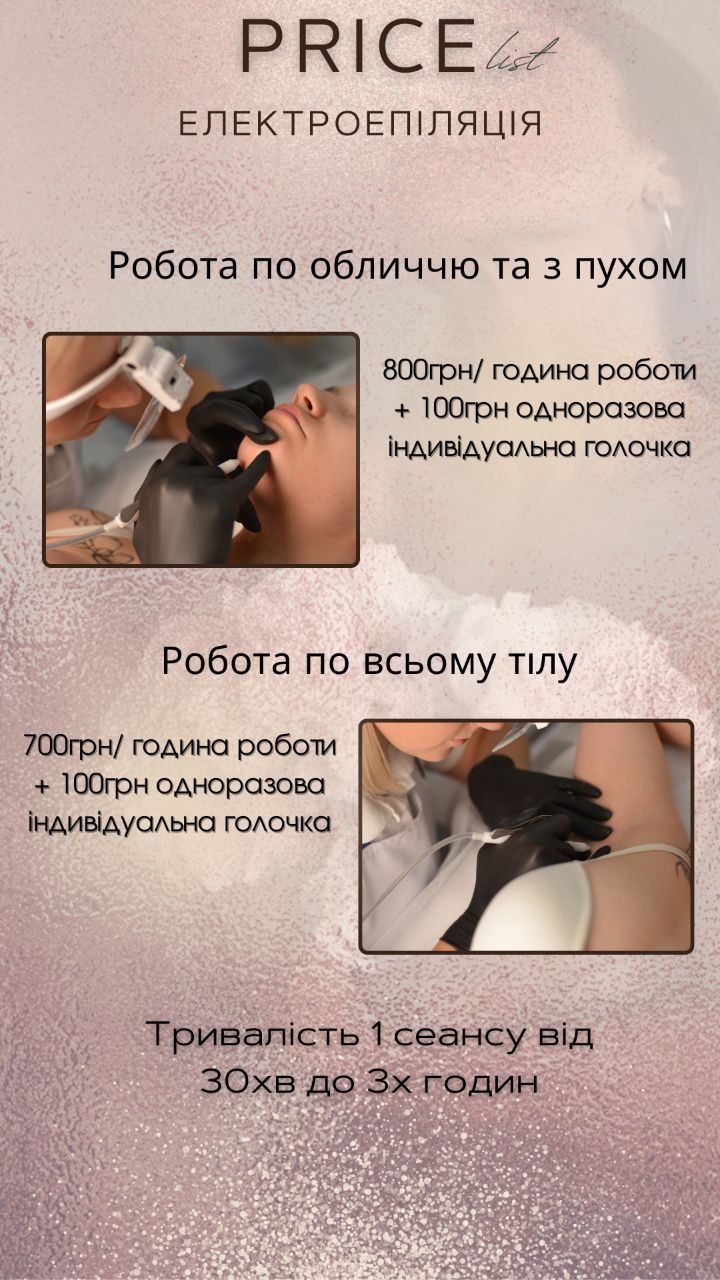 PRICE list
ЕЛЕКТРОЕПІЛЯЦІЯ
Робота по обличчю та з пухом
800грн/ година роботи
+ 100грн одноразова
індивідуальна голочка
Робота по всьому тілу
700грн/ година роботи
+ 100грн одноразова
індивідуальна голочка
Тривалість 1 сеансу від
30хв до 3х годин